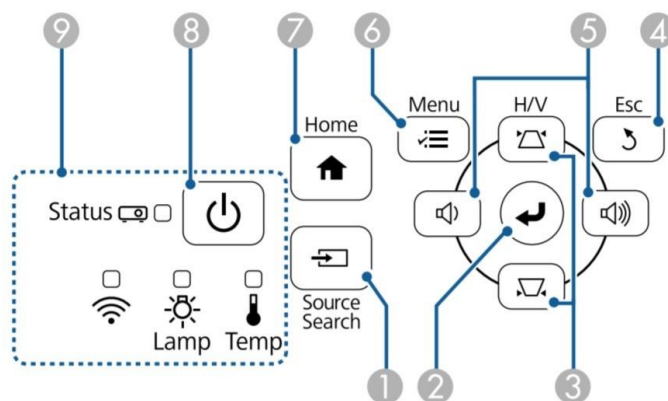 9 8 7 6 5 4
Menu H/V Esc
Home
Status
Source
Search
Lamp Temp
1 2 3